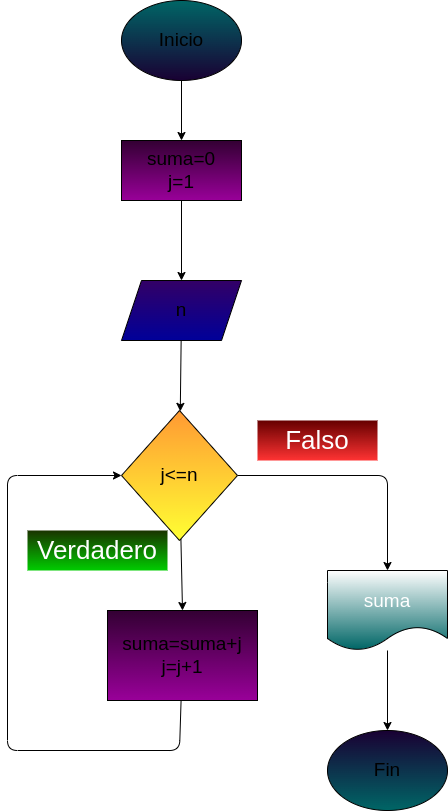 Inicio
suma=0
j=1
n
j<=n
Falso
Verdadero
suma
suma=suma+j
j=j+1
Fin